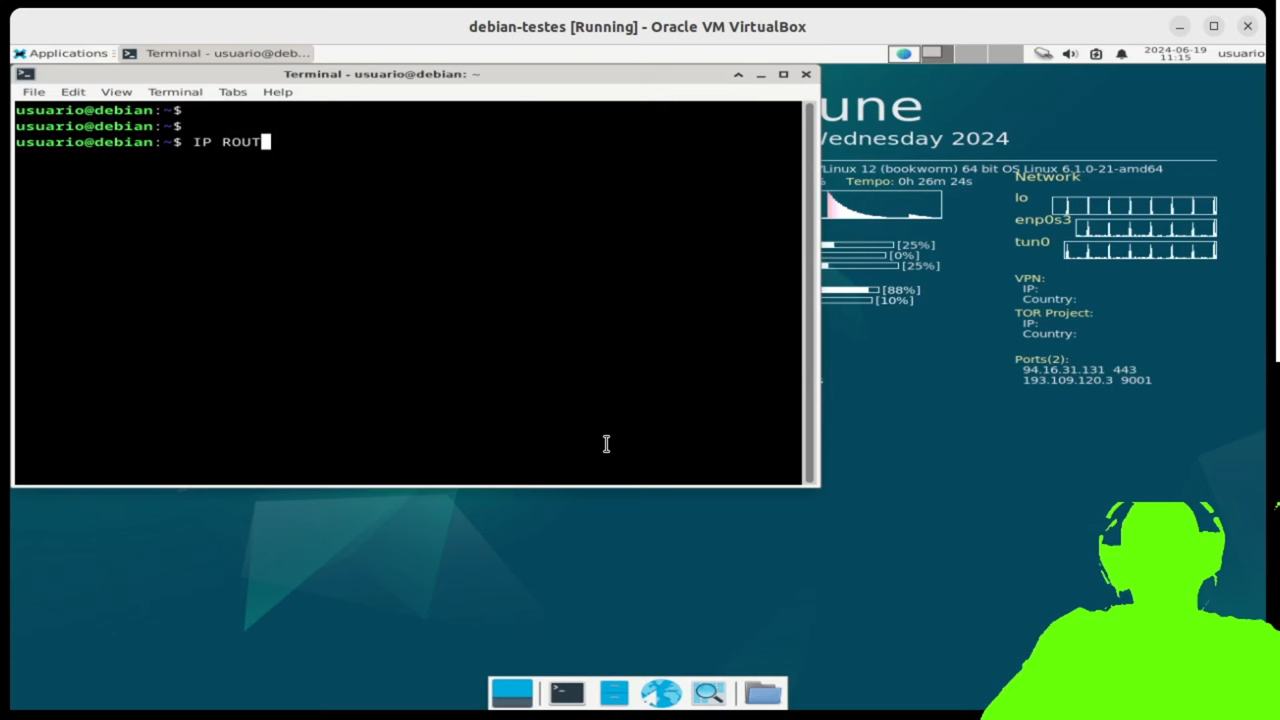 debian-testes [Running] - Oracle VM VirtualBox
Applications
Terminal - usuario@deb...
2024-06-19
11:15
usuario
Terminal - usuario@debian: ~
File Edit View Terminal Tabs Help
usuario@debian:~$
usuario@debian:~$
usuario@debian:~$ IP ROUT
une
Wednesday 2024
/Linux 12 (bookworm) 64 bit OS Linux 6.1.0-21-amd64
% Tempo: 0h 26m 24s
[25%]
[0%]
[25%]
[88%]
[10%]
Network
lo
enp0s3
tun0
VPN:
IP:
Country:
TOR Project:
IP:
Country:
Ports(2):
94.16.31.131 443
193.109.120.3 9001